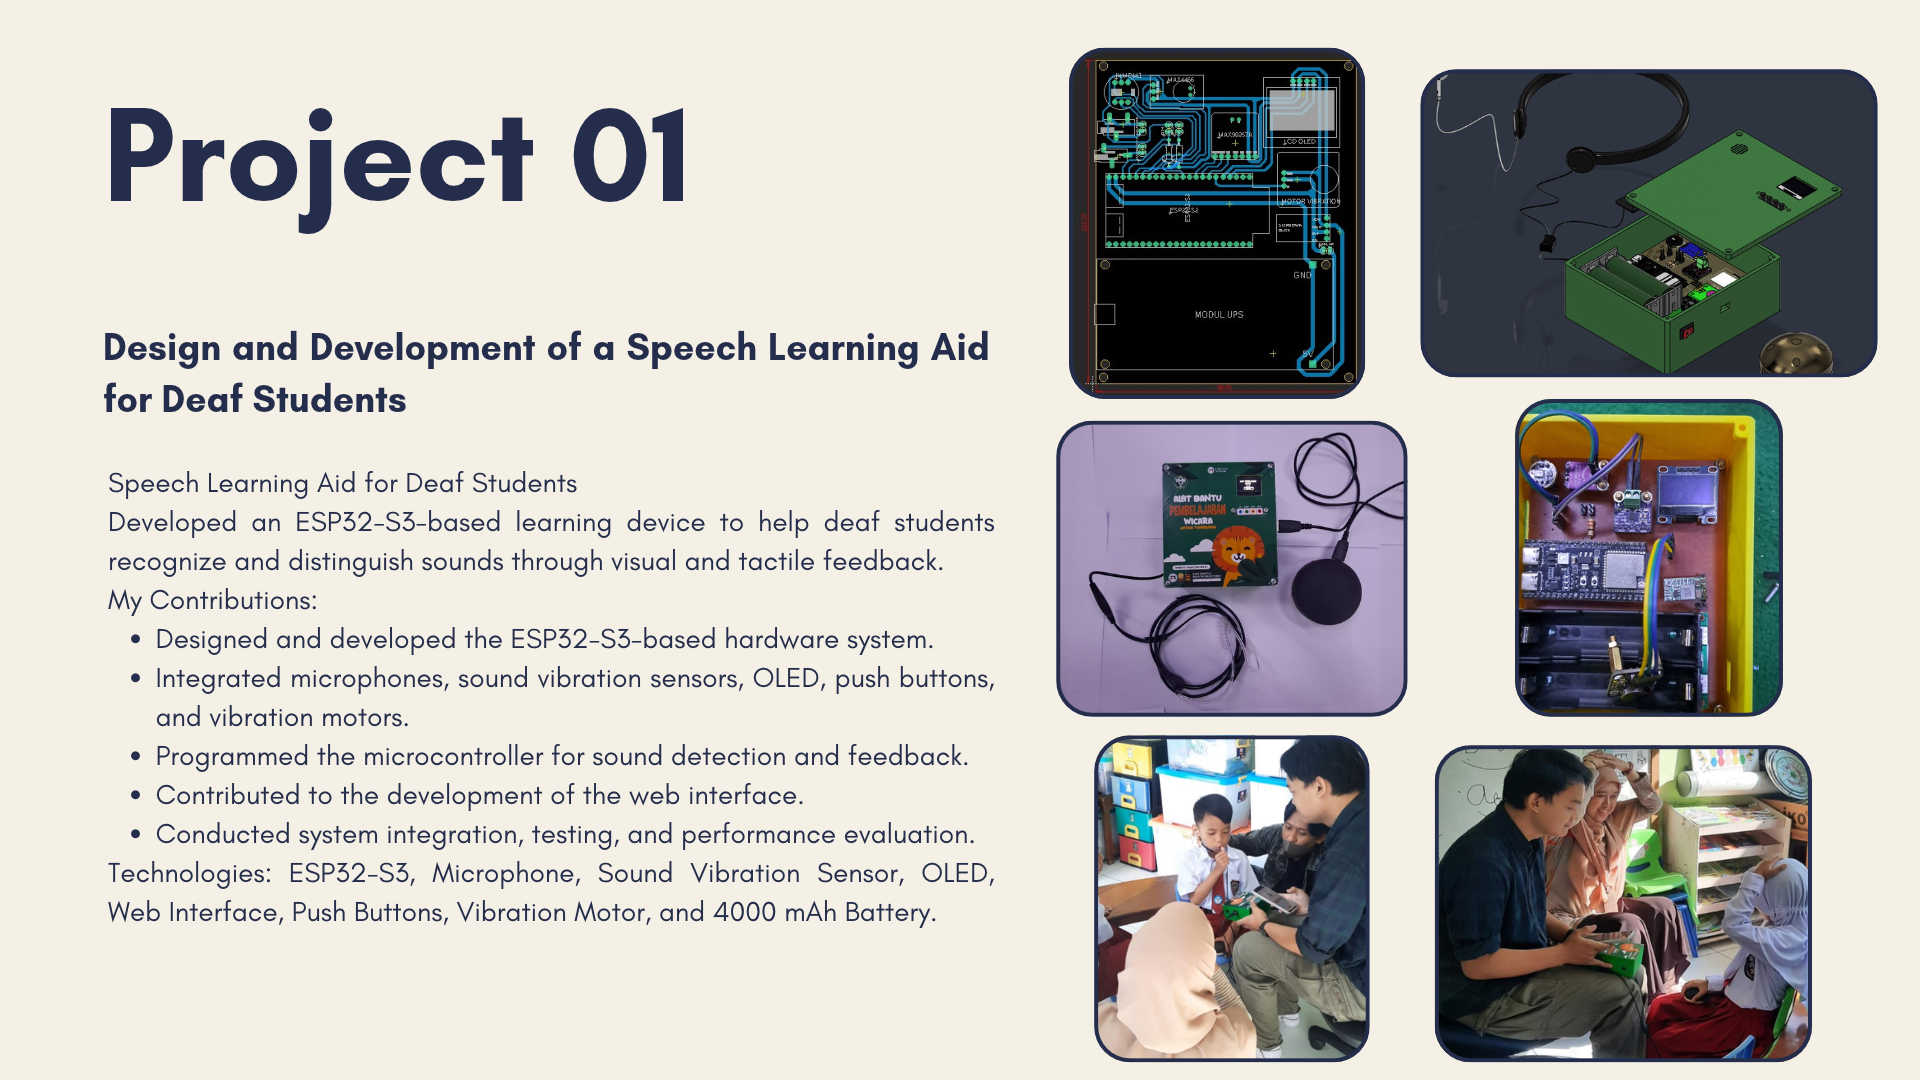 Project 01
Design and Development of a Speech Learning Aid
for Deaf Students
Speech Learning Aid for Deaf Students
Developed an ESP32-S3-based learning device to help deaf students
recognize and distinguish sounds through visual and tactile feedback.
My Contributions:
• Designed and developed the ESP32-S3-based hardware system.
• Integrated microphones, sound vibration sensors, OLED, push buttons,
and vibration motors.
• Programmed the microcontroller for sound detection and feedback.
• Contributed to the development of the web interface.
• Conducted system integration, testing, and performance evaluation.
Technologies: ESP32-S3, Microphone, Sound Vibration Sensor, OLED,
Web Interface, Push Buttons, Vibration Motor, and 4000 mAh Battery.
LCD OLED
MOTOR VIBRATION
GND
MODUL UPS
5V
ALAT BANTU
PEMBELAJARAN
WICARA